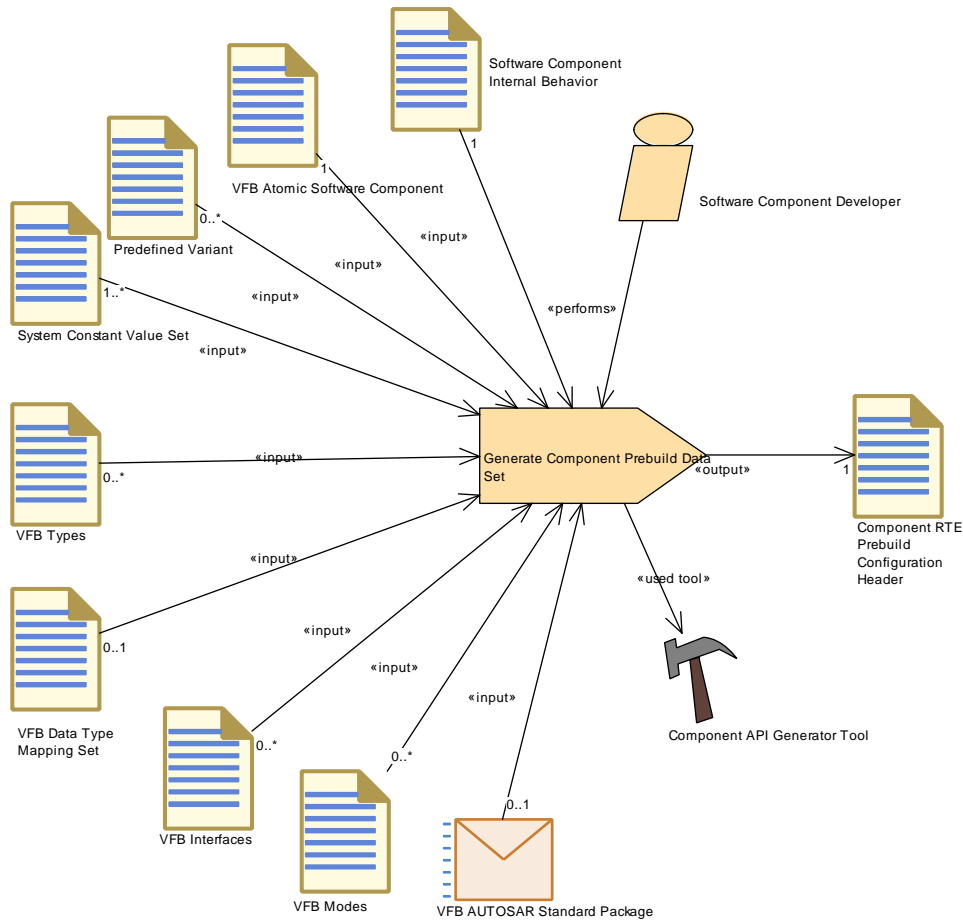 Software Component
Internal Behavior
1
VFB Atomic Software Component
1
Software Component Developer
Predefined Variant
0..*
«input»
«input»
«input»
System Constant Value Set
1..*
«input»
«performs»
VFB Types
0..*
«input»
Generate Component Prebuild Data
Set
«output»
1
Component RTE
Prebuild
Configuration
Header
«input»
VFB Data Type
Mapping Set
0..1
«used tool»
Component API Generator Tool
«input»
«input»
«input»
VFB Interfaces
0..*
VFB Modes
0..*
0..1
VFB AUTOSAR Standard Package